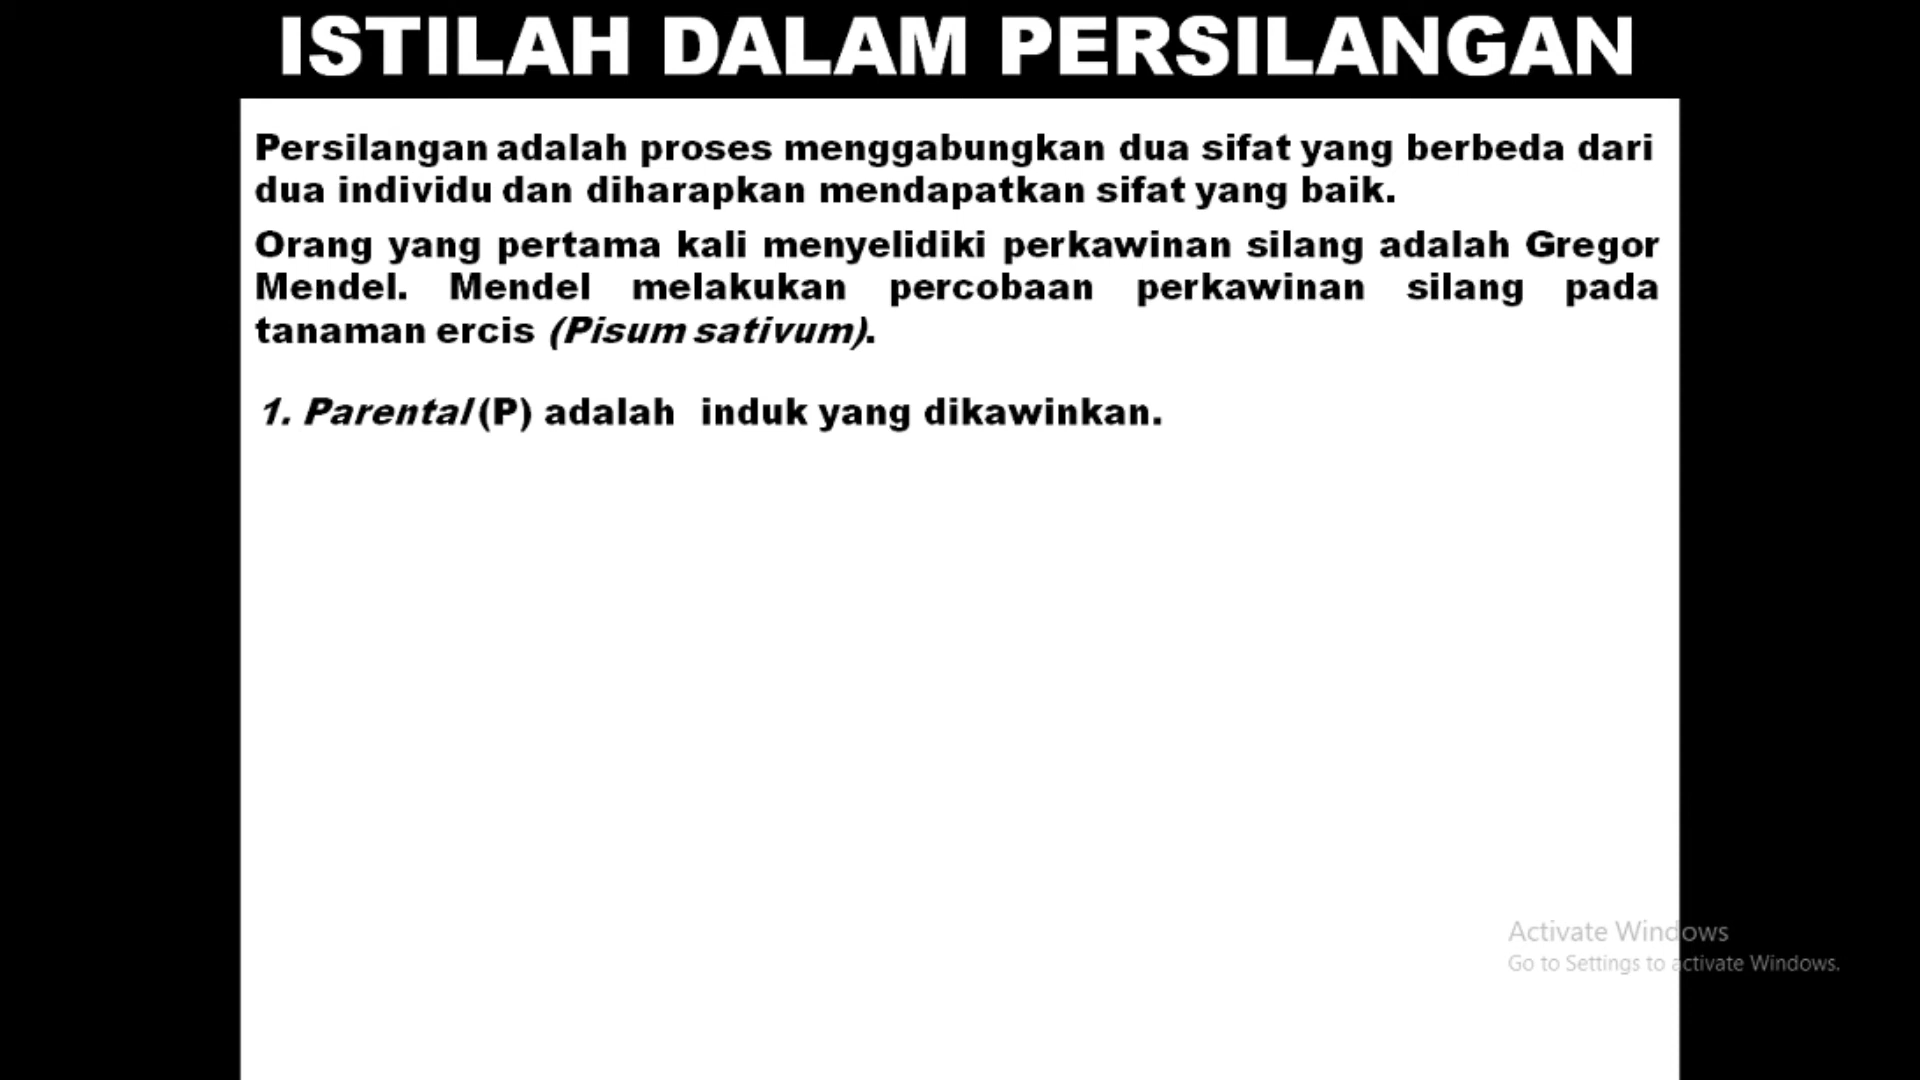 ISTILAH DALAM PERSILANGAN
Persilangan adalah proses menggabungkan dua sifat yang berbeda dari
dua individu dan diharapkan mendapatkan sifat yang baik.
Orang yang pertama kali menyelidiki perkawinan silang adalah Gregor
Mendel. Mendel melakukan percobaan perkawinan silang pada
tanaman ercis (Pisum sativum).
1. Parental (P) adalah induk yang dikawinkan.
Activate Windows
Go to Settings to activate Windows.